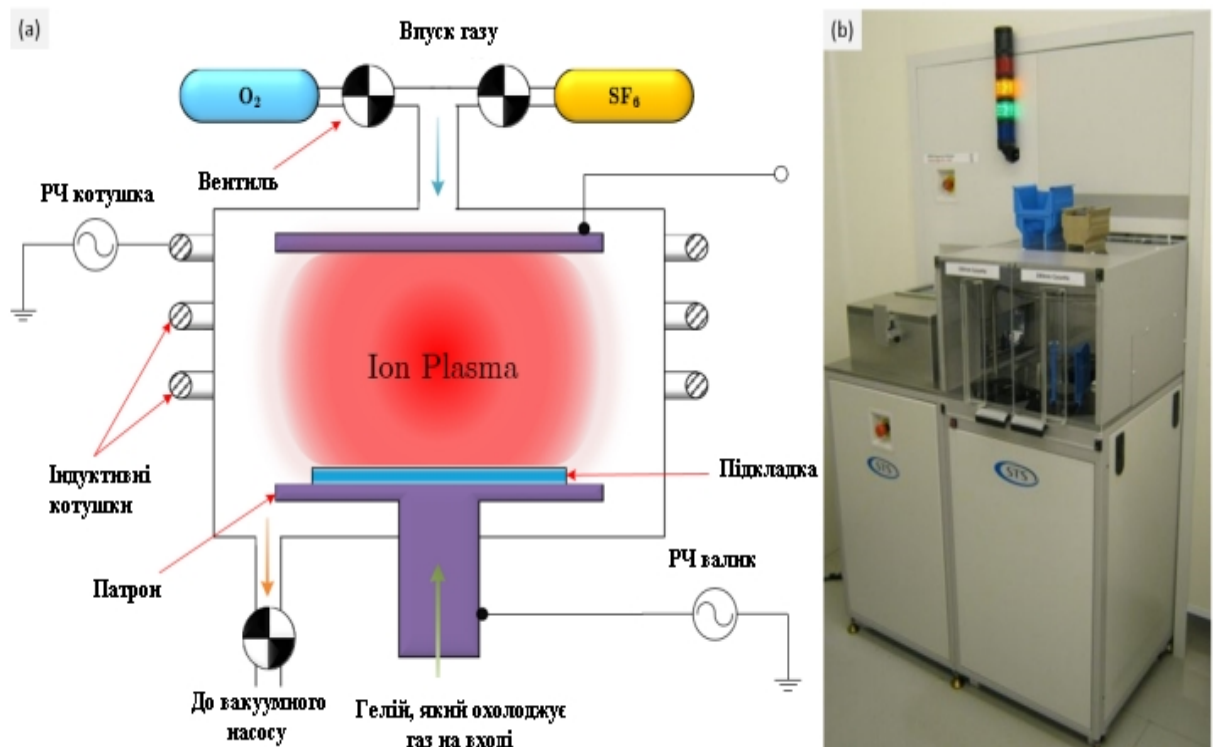 (a)
Впуск газу
(b)
O₂
SF₆
Вентиль
РЧ котушка
Ion Plasma
Індуктивні
котушки
Підкладка
Патрон
РЧ валик
До вакуумного
насосу
Гелій, який охолоджує
газ на вході
STS
STS